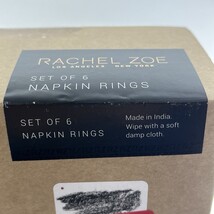 RACHEL ZOE
LOS ANGELES NEW YORK
SET OF 6
NAPKIN RINGS
SET OF 6
NAPKIN RINGS
Made in India.
Wipe with a soft
damp cloth.